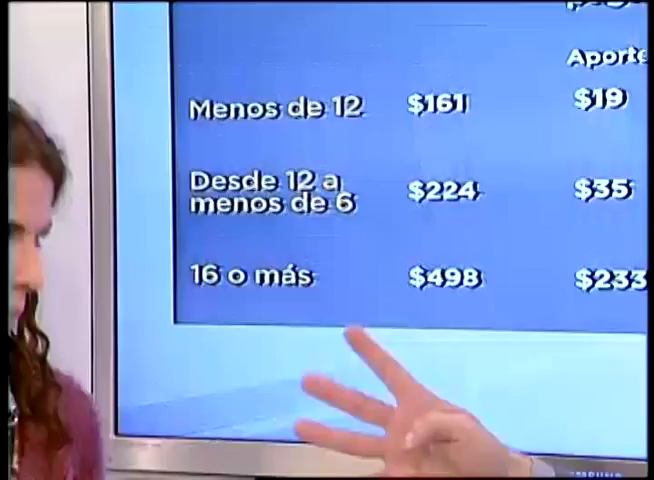 Aporte
Menos de 12 $161 $19
Desde 12 a
menos de 6 $224 $35
16 o más $498 $233